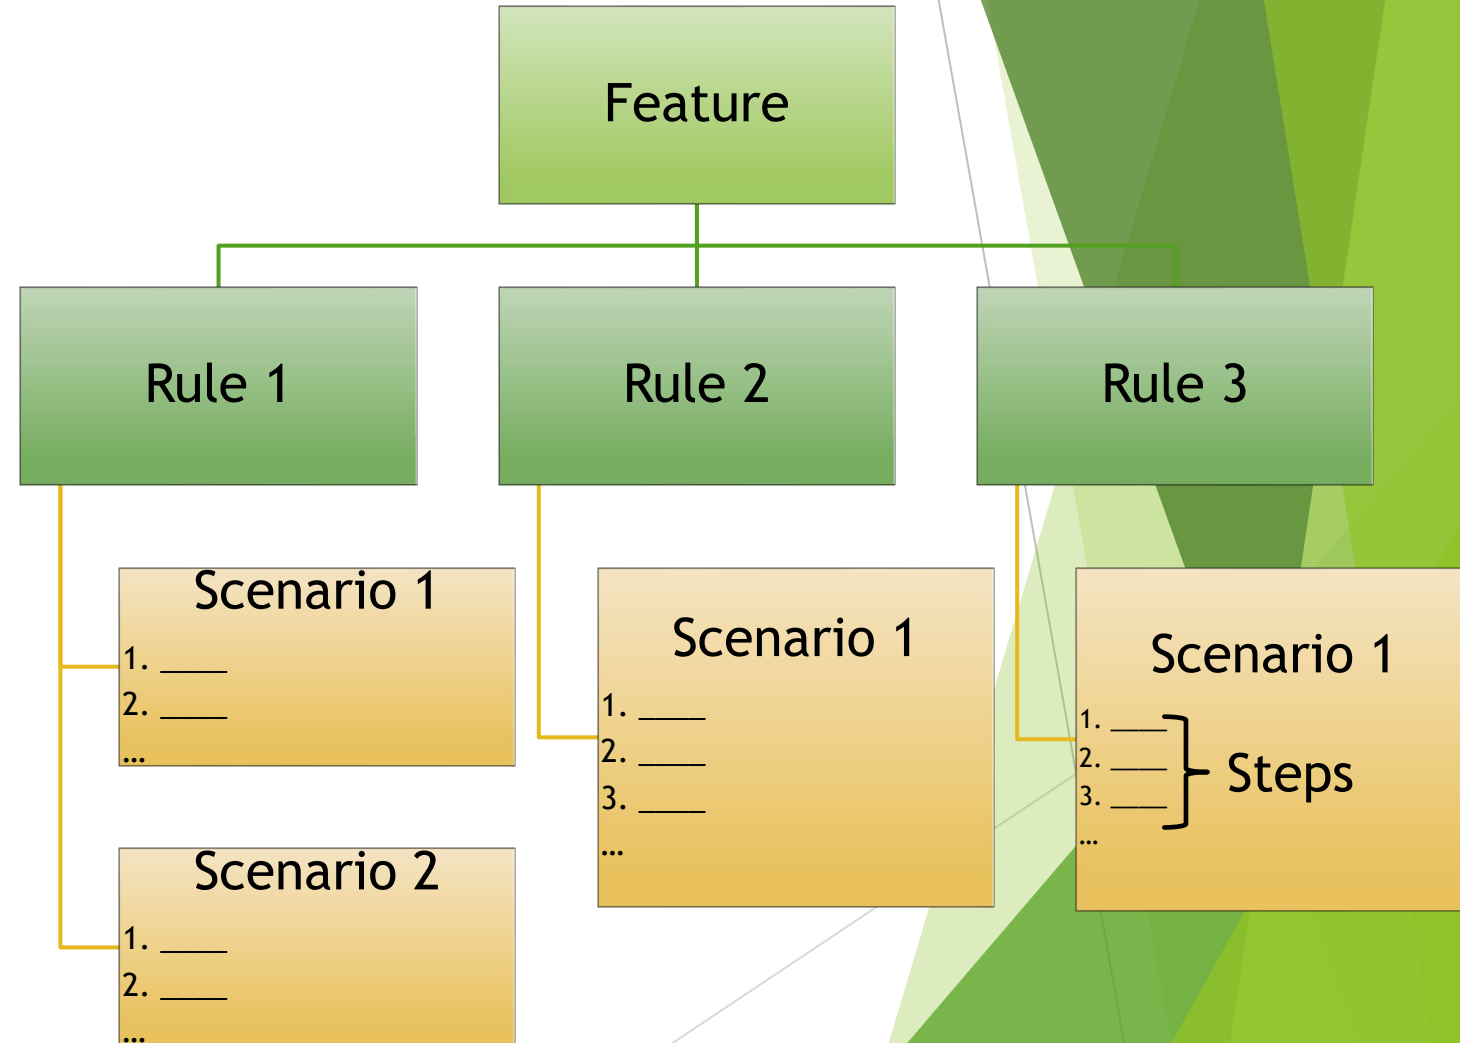 Feature
Rule 1
Rule 2
Rule 3
Scenario 1
1. ____
2. ____
…
Scenario 2
1. ____
2. ____
…
Scenario 1
1. ____
2. ____
3. ____
…
Scenario 1
1. ____
2. ____
3. ____
…
Steps